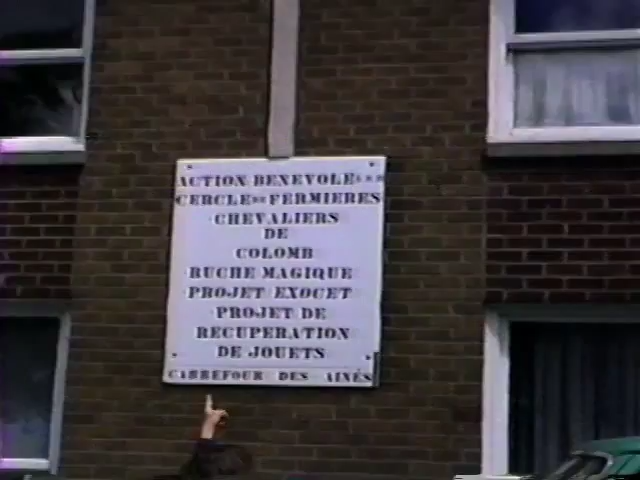 ACTION BENEVOLE
CERCLE DE FERMIERES
CHEVALIERS
DE
COLOMB
RUCHE MAGIQUE
PROJET EXOCET
PROJET DE
RECUPERATION
DE JOUETS
CARREFOUR DES AINÉS